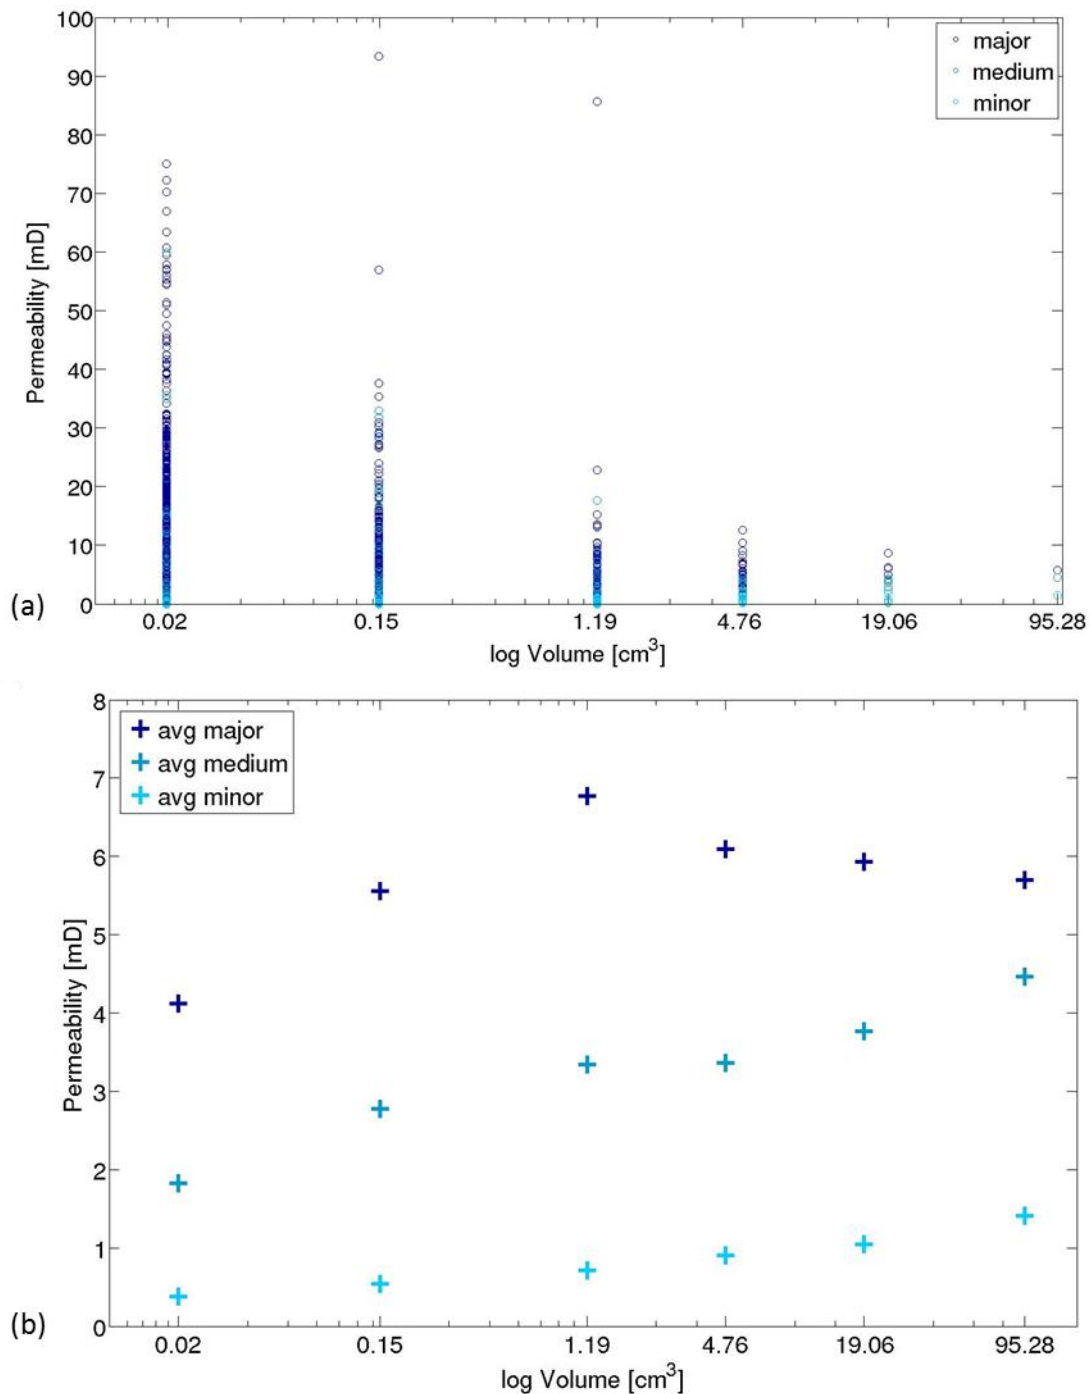 100
90
80
70
60
50
40
30
20
10
0
Permeability [mD]
major
medium
minor
(a)
0.02 0.15 1.19 4.76 19.06 95.28
log Volume [cm³]
8
7
6
5
4
3
2
1
0
Permeability [mD]
avg major
avg medium
avg minor
(b)
0.02 0.15 1.19 4.76 19.06 95.28
log Volume [cm³]